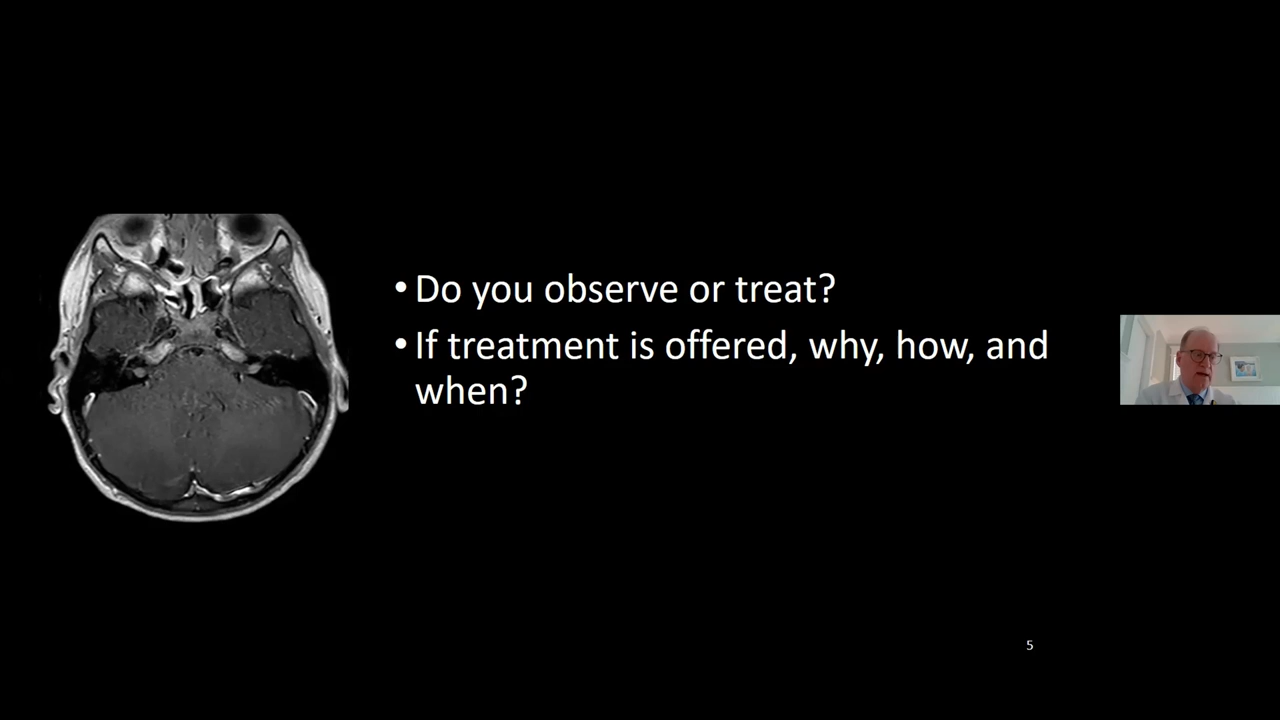 • Do you observe or treat?
• If treatment is offered, why, how, and
when?
5